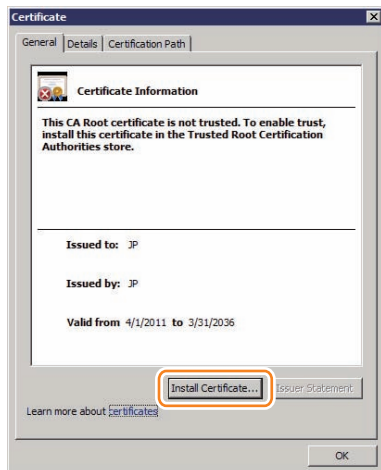 Certificate
General Details Certification Path
Certificate Information
This CA Root certificate is not trusted. To enable trust,
install this certificate in the Trusted Root Certification
Authorities store.
Issued to: JP
Issued by: JP
Valid from 4/1/2011 to 3/31/2036
Install Certificate... Issuer Statement
Learn more about certificates
OK